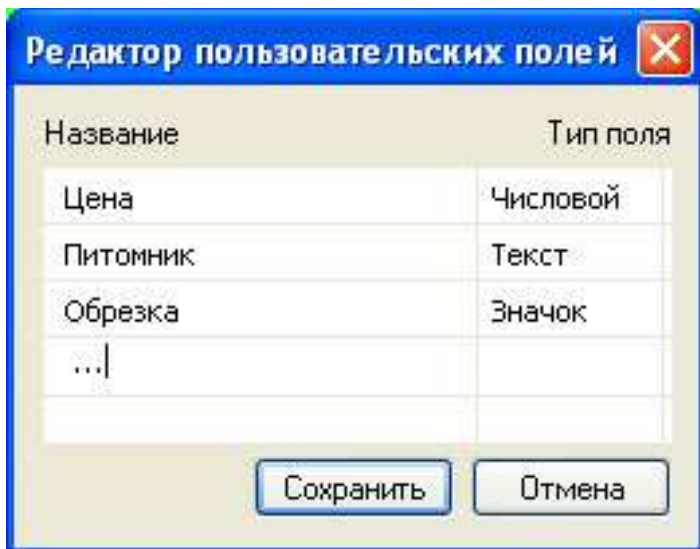 Редактор пользовательских полей
Название Тип поля
Цена Числовой
Питомник Текст
Обрезка Значок
...
Сохранить Отмена